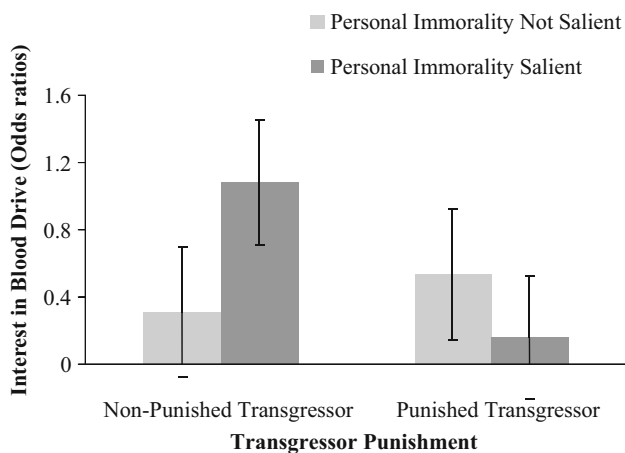 Personal Immorality Not Salient
Personal Immorality Salient
Interest in Blood Drive (Odds ratios)
1.6
1.2
0.8
0.4
0
Non-Punished Transgressor
Punished Transgressor
Transgressor Punishment